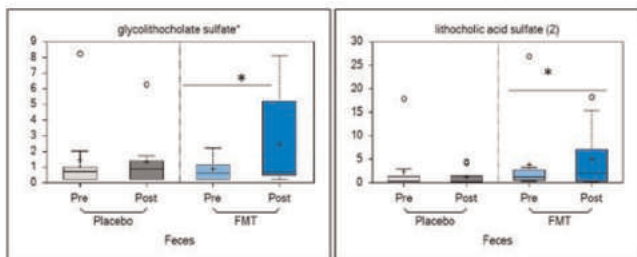 glycolithocholate sulfate*
9
8
7
6
5
4
3
2
1
0
*
Pre Post Pre Post
Placebo FMT
Feces
lithocholic acid sulfate (2)
30
25
20
15
10
5
0
*
Pre Post Pre Post
Placebo FMT
Feces